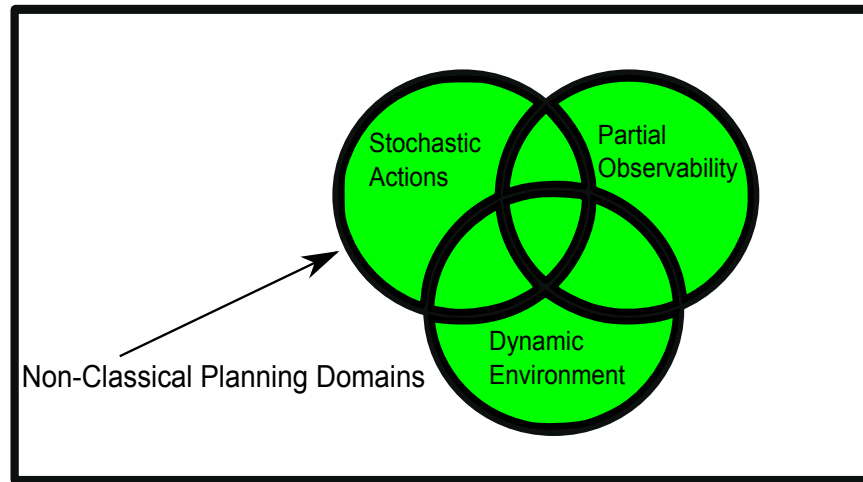 Stochastic
Actions
Partial
Observability
Dynamic
Environment
Non-Classical Planning Domains